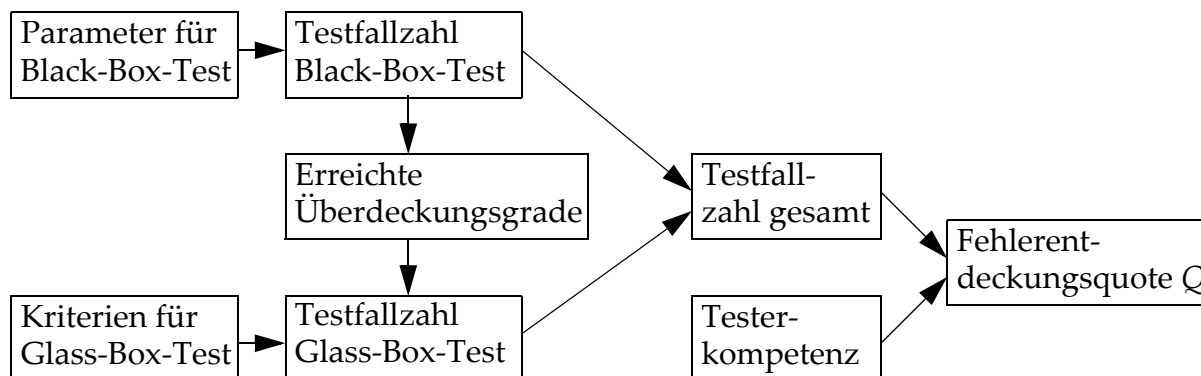 Parameter für
Black-Box-Test
Testfallzahl
Black-Box-Test
Erreichte
Überdeckungsgrade
Testfall-
zahl gesamt
Fehlerent-
deckungsquote Q
Kriterien für
Glass-Box-Test
Testfallzahl
Glass-Box-Test
Tester-
kompetenz